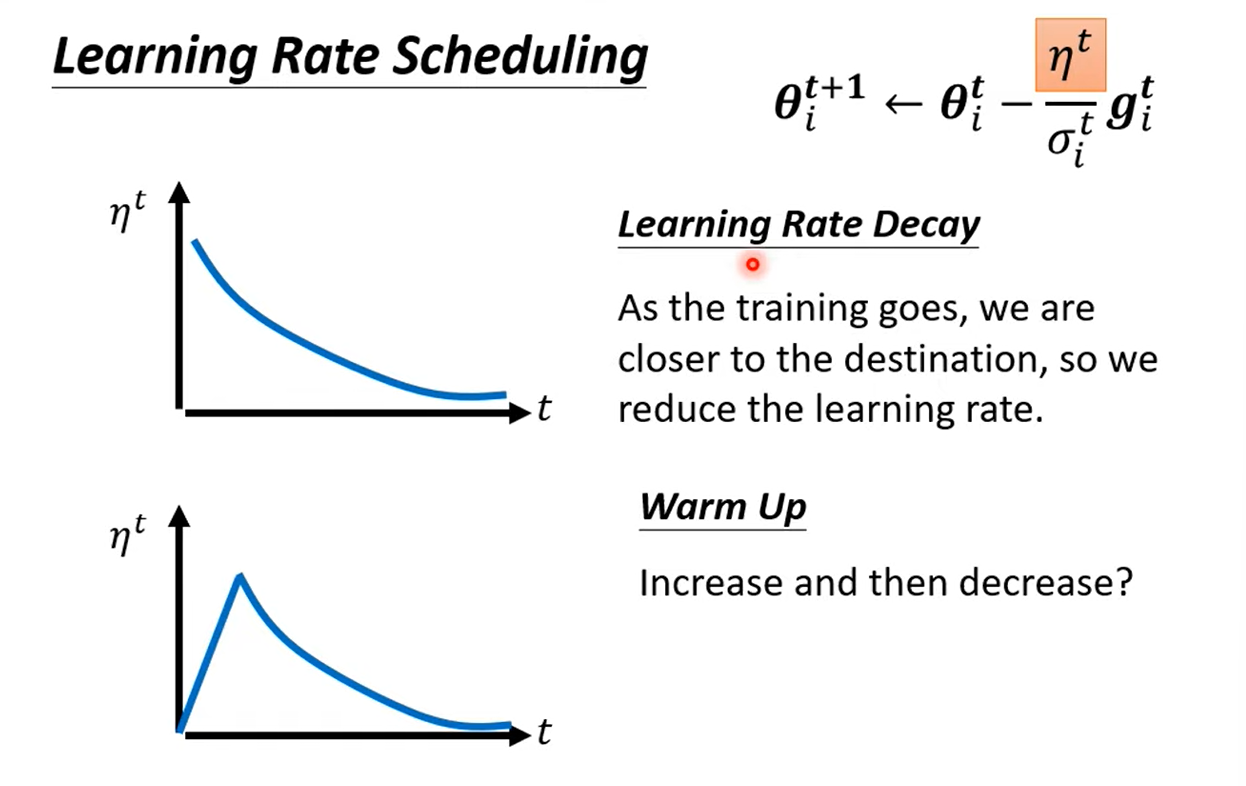 Learning Rate Scheduling
θ_i^{t+1} ← θ_i^t − \frac{η^t}{σ_i^t} g_i^t
η^t
t
Learning Rate Decay
As the training goes, we are
closer to the destination, so we
reduce the learning rate.
η^t
t
Warm Up
Increase and then decrease?